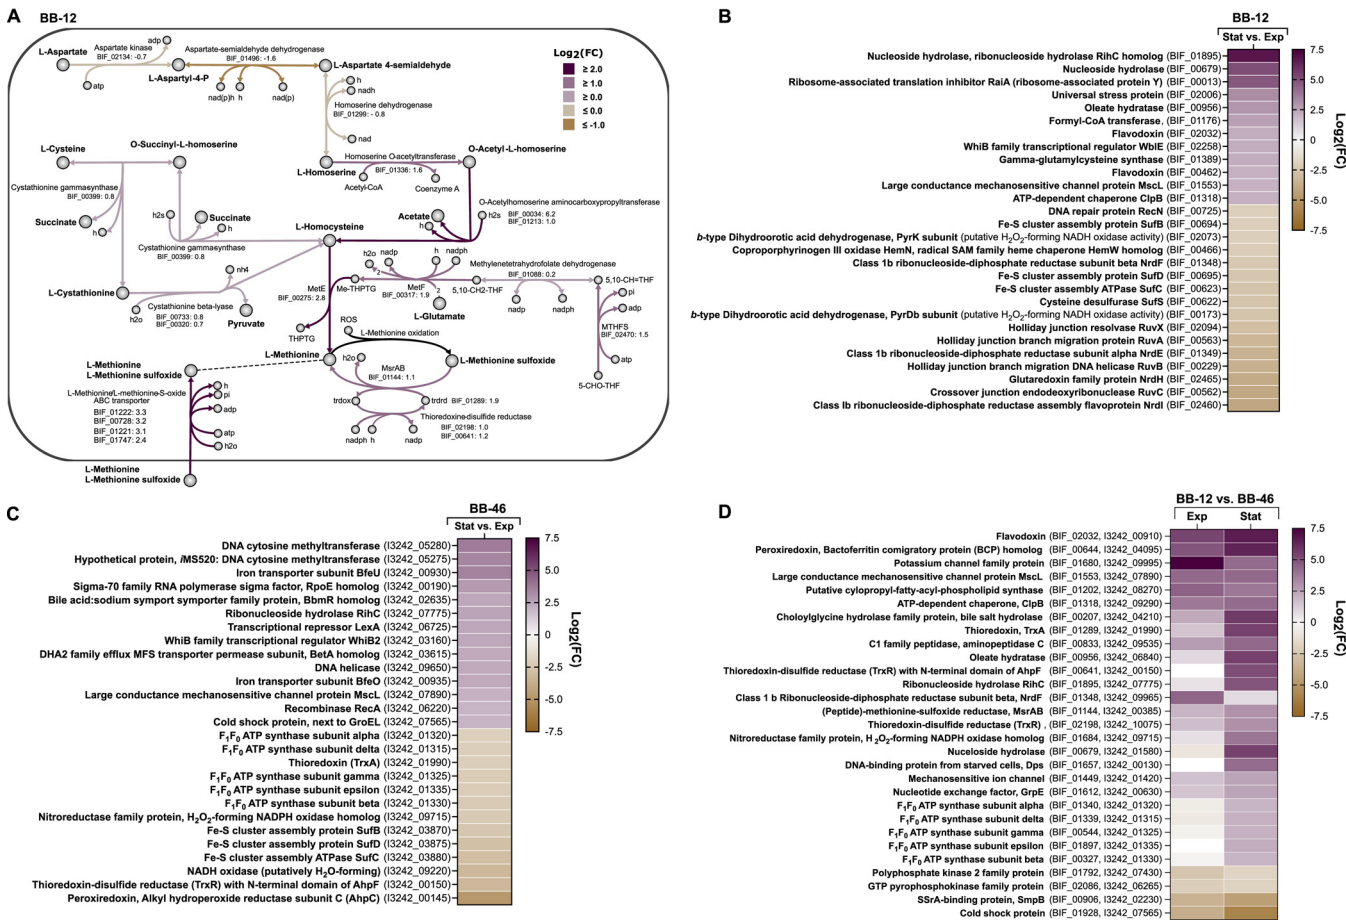 A
BB-12
L-Aspartate
Aspartate kinase
BIF_02134: -0.7
adp
atp
L-Aspartyl-4-P
Aspartate-semialdehyde dehydrogenase
BIF_01496: -1.6
nad(p)h
h
nad(p)
L-Aspartate 4-semialdehyde
h
nadh
Homoserine dehydrogenase
BIF_01299: - 0.8
nad
Log2(FC)
≥ 2.0
≥ 1.0
≥ 0.0
≤ 0.0
≤ -1.0
L-Cysteine
O-Succinyl-L-homoserine
L-Homoserine
Homoserine O-acetyltransferase
BIF_01336: 1.6
Acetyl-CoA
Coenzyme A
O-Acetyl-L-homoserine
Cystathionine gammasynthase
BIF_00399: 0.8
Succinate
h
h2s
Succinate
h
Cystathionine gammasynthase
BIF_00399: 0.8
Acetate
h
h2s
O-Acetylhomoserine aminocarboxypropyltransferase
BIF_00034: 6.2
BIF_01213: 1.0
L-Homocysteine
L-Cystathionine
h2o
nh4
Cystathionine beta-lyase
BIF_00733: 0.8
BIF_00320: 0.7
Pyruvate
h2o
nadp
h
nadph
2
Methylenetetrahydrofolate dehydrogenase
BIF_01088: 0.2
MetE
BIF_00275: 2.8
Me-THPTG
MetF
BIF_00317: 1.9
2
5,10-CH2-THF
5,10-CH=THF
nadp
nadph
L-Glutamate
THPTG
pi
adp
MTHFS
BIF_02470: 1.5
atp
5-CHO-THF
ROS
L-Methionine oxidation
L-Methionine
L-Methionine sulfoxide
h2o
MsrAB
BIF_01144: 1.1
trdox
trdrd
BIF_01289: 1.9
Thioredoxine-disulfide reductase
BIF_02198: 1.0
BIF_00641: 1.2
nadph
h
nadp
L-Methionine
L-Methionine sulfoxide
L-Methionine/L-methionine-S-oxide
ABC transporter
BIF_01222: 3.3
BIF_00728: 3.2
BIF_01221: 3.1
BIF_01747: 2.4
h
pi
adp
atp
h2o
L-Methionine
L-Methionine sulfoxide
B
BB-12
Stat vs. Exp
Nucleoside hydrolase, ribonucleoside hydrolase RihC homolog (BIF_01895)
Nucleoside hydrolase (BIF_00679)
Ribosome-associated translation inhibitor RaiA (ribosome-associated protein Y) (BIF_00013)
Universal stress protein (BIF_02006)
Oleate hydratase (BIF_00956)
Formyl-CoA transferase, (BIF_01176)
Flavodoxin (BIF_02032)
WhiB family transcriptional regulator WblE (BIF_02258)
Gamma-glutamylcysteine synthase (BIF_01389)
Flavodoxin (BIF_00462)
Large conductance mechanosensitive channel protein MscL (BIF_01553)
ATP-dependent chaperone ClpB (BIF_01318)
DNA repair protein RecN (BIF_00725)
Fe-S cluster assembly protein SufB (BIF_00694)
b-type Dihydroorotic acid dehydrogenase, PyrK subunit (putative H2O2-forming NADH oxidase activity) (BIF_02073)
Coproporphyrinogen III oxidase HemN, radical SAM family heme chaperone HemW homolog (BIF_00466)
Class 1b ribonucleoside-diphosphate reductase subunit beta NrdF (BIF_01348)
Fe-S cluster assembly protein SufD (BIF_00695)
Fe-S cluster assembly ATPase SufC (BIF_00623)
Cysteine desulfurase SufS (BIF_00622)
b-type Dihydroorotic acid dehydrogenase, PyrDb subunit (putative H2O2-forming NADH oxidase activity) (BIF_00173)
Holliday junction resolvase RuvX (BIF_02094)
Holliday junction branch migration protein RuvA (BIF_00563)
Class 1b ribonucleoside-diphosphate reductase subunit alpha NrdE (BIF_01349)
Holliday junction branch migration DNA helicase RuvB (BIF_00229)
Glutaredoxin family protein NrdH (BIF_02465)
Crossover junction endodeoxyribonuclease RuvC (BIF_00562)
Class Ib ribonucleoside-diphosphate reductase assembly flavoprotein NrdI (BIF_02460)
7.5
5.0
2.5
0
-2.5
-5.0
-7.5
Log2(FC)
C
BB-46
Stat vs. Exp
DNA cytosine methyltransferase (I3242_05280)
Hypothetical protein, iMS520: DNA cytosine methyltransferase (I3242_05275)
Iron transporter subunit BfeU (I3242_00930)
Sigma-70 family RNA polymerase sigma factor, RpoE homolog (I3242_00190)
Bile acid:sodium symport symporter family protein, BbmR homolog (I3242_02635)
Ribonucleoside hydrolase RihC (I3242_07775)
Transcriptional repressor LexA (I3242_06725)
WhiB family transcriptional regulator WhiB2 (I3242_03160)
DHA2 family efflux MFS transporter permease subunit, BetA homolog (I3242_03615)
DNA helicase (I3242_09650)
Iron transporter subunit BfeO (I3242_00935)
Large conductance mechanosensitive channel protein MscL (I3242_07890)
Recombinase RecA (I3242_06220)
Cold shock protein, next to GroEL (I3242_07565)
F1F0 ATP synthase subunit alpha (I3242_01320)
F1F0 ATP synthase subunit delta (I3242_01315)
Thioredoxin (TrxA) (I3242_01990)
F1F0 ATP synthase subunit gamma (I3242_01325)
F1F0 ATP synthase subunit epsilon (I3242_01335)
F1F0 ATP synthase subunit beta (I3242_01330)
Nitroreductase family protein, H2O2-forming NADPH oxidase homolog (I3242_09715)
Fe-S cluster assembly protein SufB (I3242_03870)
Fe-S cluster assembly protein SufD (I3242_03875)
Fe-S cluster assembly ATPase SufC (I3242_03880)
NADH oxidase (putatively H2O-forming) (I3242_09220)
Thioredoxin-disulfide reductase (TrxR) with N-terminal domain of AhpF (I3242_00150)
Peroxiredoxin, Alkyl hydroperoxide reductase subunit C (AhpC) (I3242_00145)
7.5
5.0
2.5
0
-2.5
-5.0
-7.5
Log2(FC)
D
BB-12 vs. BB-46
Exp Stat
Flavodoxin (BIF_02032, I3242_00910)
Peroxiredoxin, Bactoferritin comigratory protein (BCP) homolog (BIF_00644, I3242_04095)
Potassium channel family protein (BIF_01680, I3242_09995)
Large conductance mechanosensitive channel protein MscL (BIF_01553, I3242_07890)
Putative cylopropyl-fatty-acyl-phospholipid synthase (BIF_01202, I3242_08270)
ATP-dependent chaperone, ClpB (BIF_01318, I3242_09290)
Choloylglycine hydrolase family protein, bile salt hydrolase (BIF_00207, I3242_04210)
Thioredoxin, TrxA (BIF_01289, I3242_01990)
C1 family peptidase, aminopeptidase C (BIF_00833, I3242_09535)
Oleate hydratase (BIF_00956, I3242_06840)
Thioredoxin-disulfide reductase (TrxR) with N-terminal domain of AhpF (BIF_00641, I3242_00150)
Ribonucleoside hydrolase RihC (BIF_01895, I3242_07775)
Class 1 b Ribonucleoside-diphosphate reductase subunit beta, NrdF (BIF_01348, I3242_09965)
(Peptide)-methionine-sulfoxide reductase, MsrAB (BIF_01144, I3242_00385)
Thioredoxin-disulfide reductase (TrxR) , (BIF_02198, I3242_10075)
Nitroreductase family protein, H2O2-forming NADPH oxidase homolog (BIF_01684, I3242_09715)
Nuceloside hydrolase (BIF_00679, I3242_01580)
DNA-binding protein from starved cells, Dps (BIF_01657, I3242_00130)
Mechanosensitive ion channel (BIF_01449, I3242_01420)
Nucleotide exchange factor, GrpE (BIF_01612, I3242_00630)
F1F0 ATP synthase subunit alpha (BIF_01340, I3242_01320)
F1F0 ATP synthase subunit delta (BIF_01339, I3242_01315)
F1F0 ATP synthase subunit gamma (BIF_00544, I3242_01325)
F1F0 ATP synthase subunit epsilon (BIF_01897, I3242_01335)
F1F0 ATP synthase subunit beta (BIF_00327, I3242_01330)
Polyphosphate kinase 2 family protein (BIF_01792, I3242_07430)
GTP pyrophosphokinase family protein (BIF_02086, I3242_06265)
SSrA-binding protein, SmpB (BIF_00906, I3242_02230)
Cold shock protein (BIF_01928, I3242_07565)
7.5
5.0
2.5
0
-2.5
-5.0
-7.5
Log2(FC)